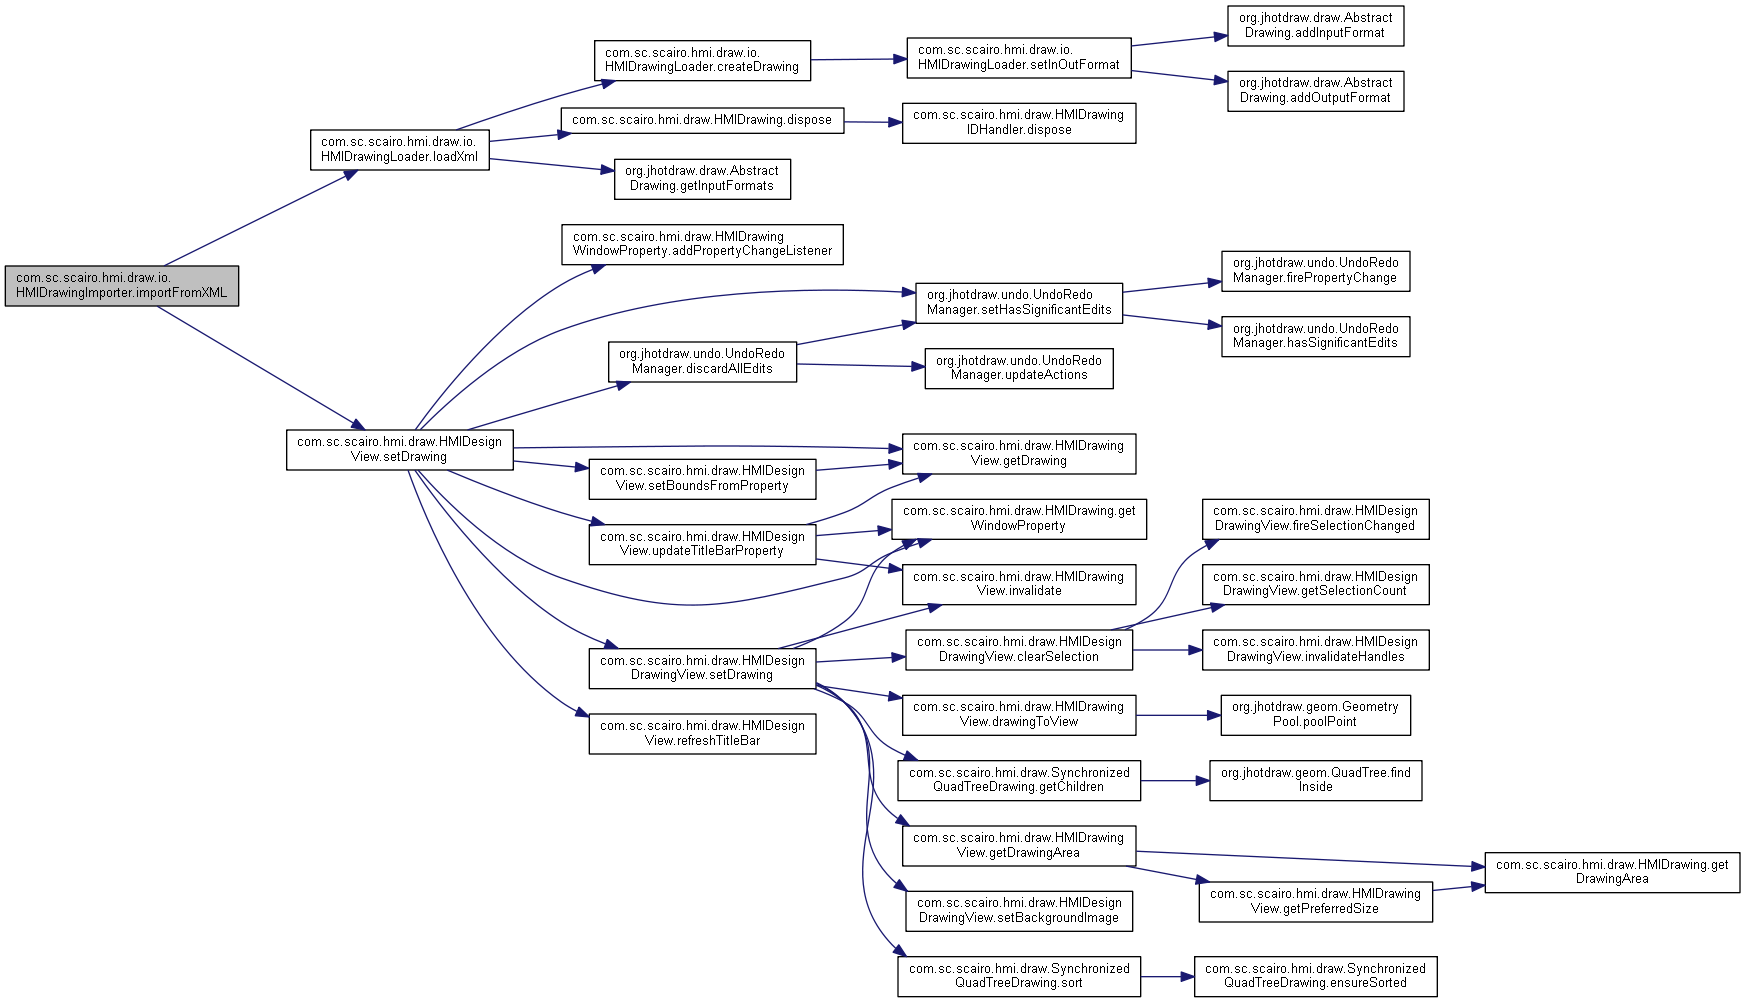 com.sc.scairo.hmi.draw.io.
HMIDrawingImporter.importFromXML
com.sc.scairo.hmi.draw.io.
HMIDrawingLoader.loadXml
com.sc.scairo.hmi.draw.HMIDesign
View.setDrawing
com.sc.scairo.hmi.draw.io.
HMIDrawingLoader.createDrawing
com.sc.scairo.hmi.draw.HMIDrawing.dispose
org.jhotdraw.draw.Abstract
Drawing.getInputFormats
com.sc.scairo.hmi.draw.HMIDrawing
WindowProperty.addPropertyChangeListener
org.jhotdraw.undo.UndoRedo
Manager.discardAllEdits
com.sc.scairo.hmi.draw.HMIDesign
View.setBoundsFromProperty
com.sc.scairo.hmi.draw.HMIDesign
View.updateTitleBarProperty
com.sc.scairo.hmi.draw.HMIDesign
DrawingView.setDrawing
com.sc.scairo.hmi.draw.HMIDesign
View.refreshTitleBar
com.sc.scairo.hmi.draw.io.
HMIDrawingLoader.setInOutFormat
com.sc.scairo.hmi.draw.HMIDrawing
IDHandler.dispose
org.jhotdraw.undo.UndoRedo
Manager.setHasSignificantEdits
org.jhotdraw.undo.UndoRedo
Manager.updateActions
com.sc.scairo.hmi.draw.HMIDrawing
View.getDrawing
com.sc.scairo.hmi.draw.HMIDrawing.get
WindowProperty
com.sc.scairo.hmi.draw.HMIDrawing
View.invalidate
com.sc.scairo.hmi.draw.HMIDesign
DrawingView.clearSelection
com.sc.scairo.hmi.draw.HMIDrawing
View.drawingToView
com.sc.scairo.hmi.draw.Synchronized
QuadTreeDrawing.getChildren
com.sc.scairo.hmi.draw.HMIDrawing
View.getDrawingArea
com.sc.scairo.hmi.draw.HMIDesign
DrawingView.setBackgroundImage
com.sc.scairo.hmi.draw.Synchronized
QuadTreeDrawing.sort
org.jhotdraw.draw.Abstract
Drawing.addInputFormat
org.jhotdraw.draw.Abstract
Drawing.addOutputFormat
org.jhotdraw.undo.UndoRedo
Manager.firePropertyChange
org.jhotdraw.undo.UndoRedo
Manager.hasSignificantEdits
com.sc.scairo.hmi.draw.HMIDesign
DrawingView.fireSelectionChanged
com.sc.scairo.hmi.draw.HMIDesign
DrawingView.getSelectionCount
com.sc.scairo.hmi.draw.HMIDesign
DrawingView.invalidateHandles
org.jhotdraw.geom.Geometry
Pool.poolPoint
org.jhotdraw.geom.QuadTree.find
Inside
com.sc.scairo.hmi.draw.HMIDrawing
View.getPreferredSize
com.sc.scairo.hmi.draw.Synchronized
QuadTreeDrawing.ensureSorted
com.sc.scairo.hmi.draw.HMIDrawing.get
DrawingArea